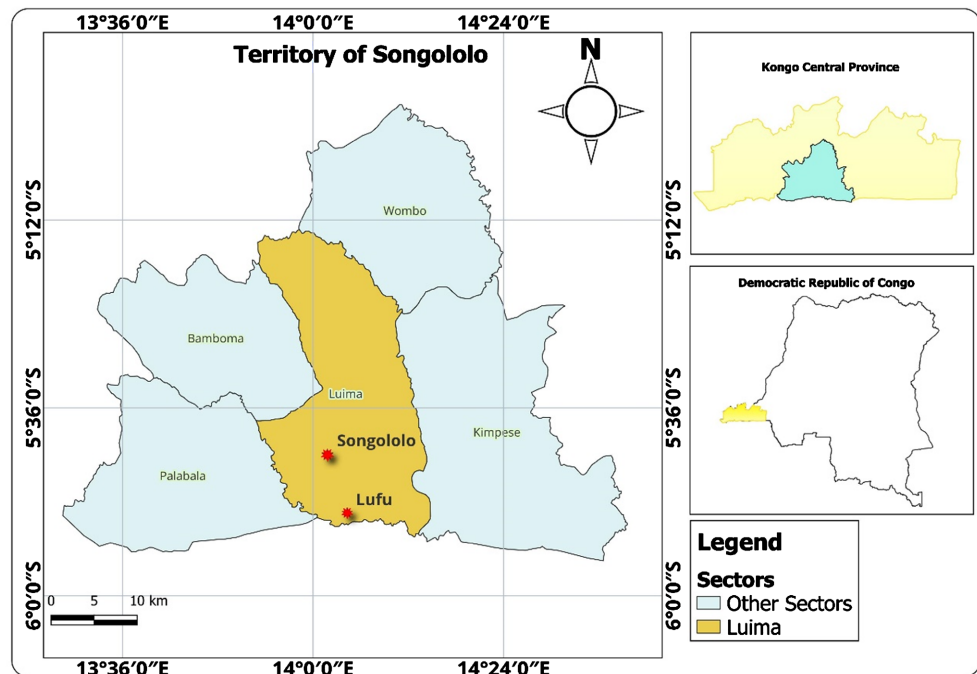 13°36′0″E
14°0′0″E
14°24′0″E
Territory of Songololo
N
5°12′0″S
5°12′0″S
5°36′0″S
5°36′0″S
6°0′0″S
6°0′0″S
Wombo
Bamboma
Luima
Kimpese
Songololo
Palabala
Lufu
0 5 10 km
13°36′0″E
14°0′0″E
14°24′0″E
Kongo Central Province
Democratic Republic of Congo
Legend
Sectors
Other Sectors
Luima